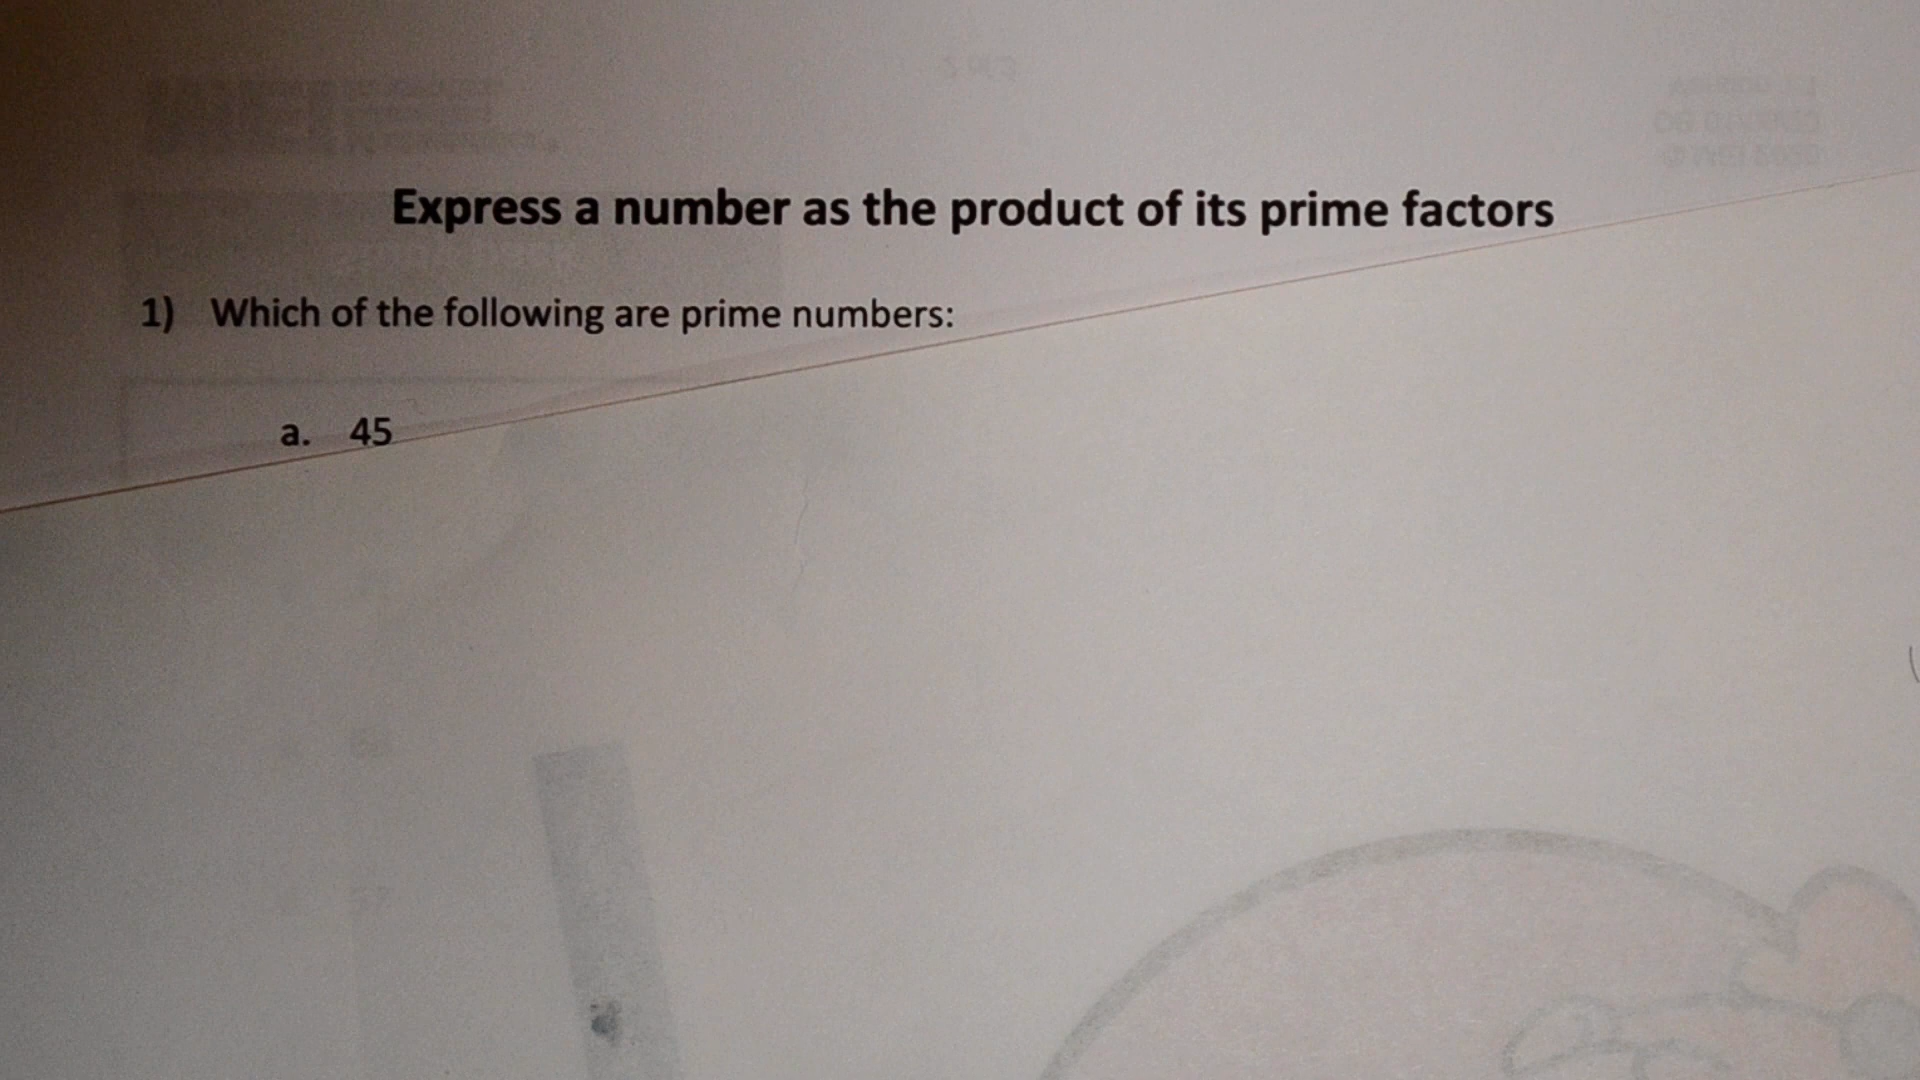 Express a number as the product of its prime factors
1) Which of the following are prime numbers:
a. 45